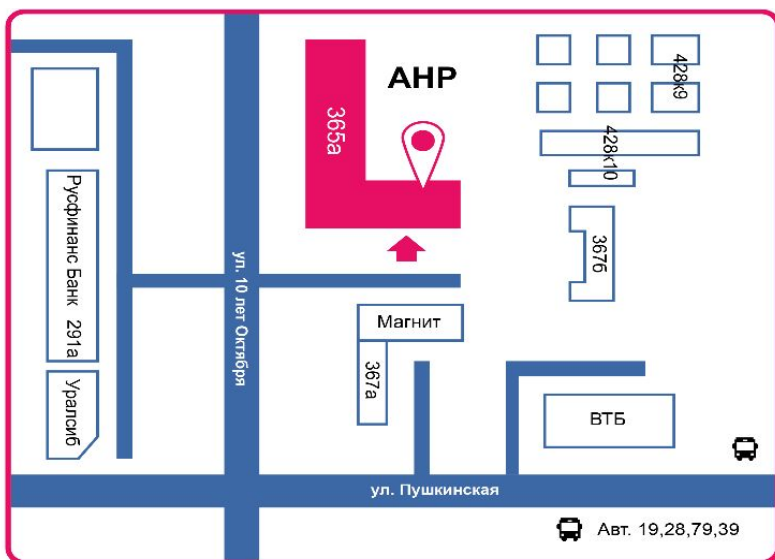 АНР
365а
428к9
428к10
367б
Русфинанс Банк 291а
Уралсиб
ул. 10 лет Октября
Магнит
367а
ВТБ
ул. Пушкинская
Авт. 19,28,79,39